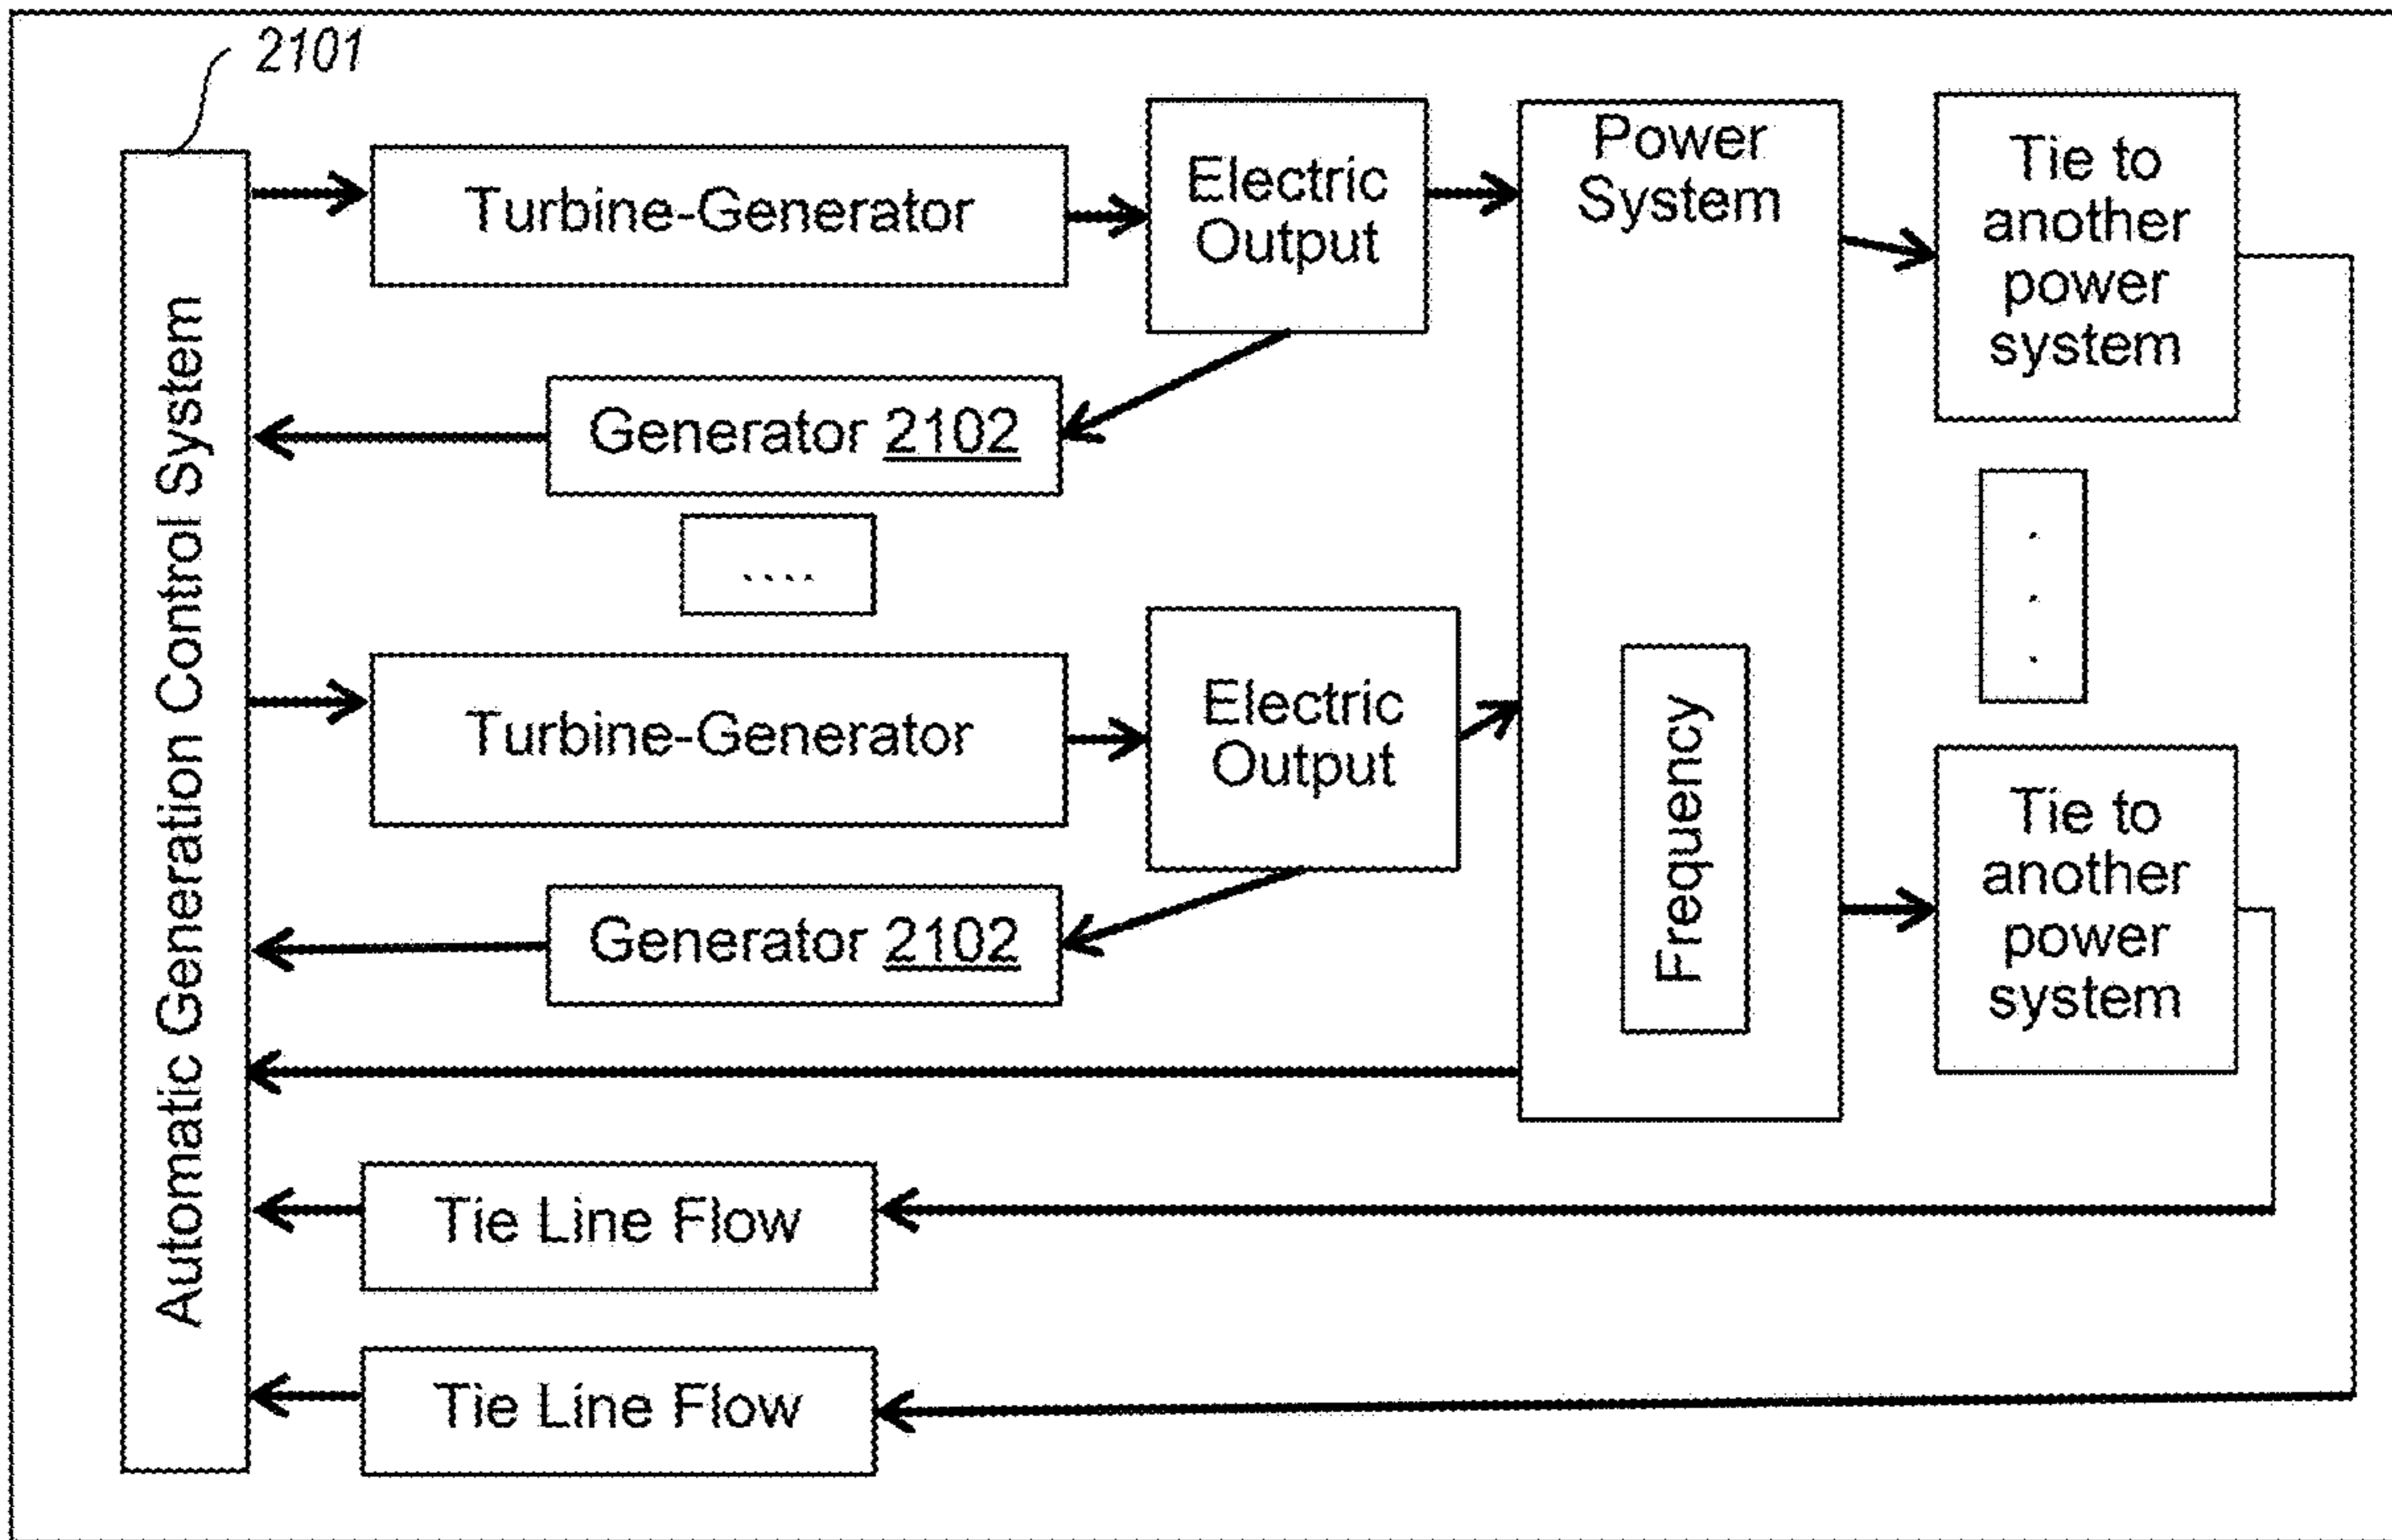 2101
Automatic Generation Control System
Turbine-Generator
Electric
Output
Power
System
Tie to
another
power
system
Generator 2102
....
.
.
.
Turbine-Generator
Electric
Output
Frequency
Tie to
another
power
system
Generator 2102
Tie Line Flow
Tie Line Flow